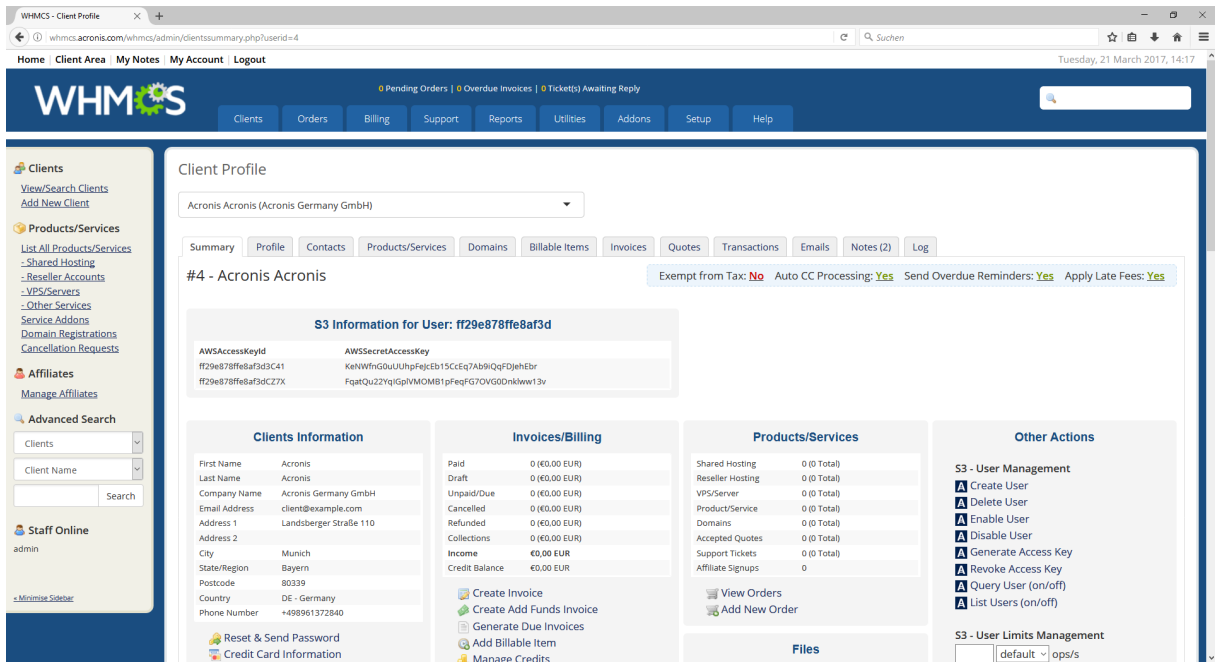 WHMCS - Client Profile
whmcs.acronis.com/whmcs/admin/clientssummary.php?userid=4
Suchen
Home | Client Area | My Notes | My Account | Logout
Tuesday, 21 March 2017, 14:17
WHMCS
0 Pending Orders | 0 Overdue Invoices | 0 Ticket(s) Awaiting Reply
Clients Orders Billing Support Reports Utilities Addons Setup Help
Clients
View/Search Clients
Add New Client
Products/Services
List All Products/Services
- Shared Hosting
- Reseller Accounts
- VPS/Servers
- Other Services
Service Addons
Domain Registrations
Cancellation Requests
Affiliates
Manage Affiliates
Advanced Search
Clients
Client Name
Search
Staff Online
admin
« Minimise Sidebar
Client Profile
Acronis Acronis (Acronis Germany GmbH)
Summary Profile Contacts Products/Services Domains Billable Items Invoices Quotes Transactions Emails Notes (2) Log
#4 - Acronis Acronis
Exempt from Tax: No Auto CC Processing: Yes Send Overdue Reminders: Yes Apply Late Fees: Yes
S3 Information for User: ff29e878ffe8af3d
AWSAccessKeyId AWSSecretAccessKey
ff29e878ffe8af3d3C41 KeNWfnG0uUUhpFeJcEb15CcEq7Ab9iQqFDJehEbr
ff29e878ffe8af3dCZ7X FqatQu22YqIGplVMOMB1pFeqFG7OVG0Dnklww13v
Clients Information
First Name Acronis
Last Name Acronis
Company Name Acronis Germany GmbH
Email Address client@example.com
Address 1 Landsberger Straße 110
Address 2
City Munich
State/Region Bayern
Postcode 80339
Country DE - Germany
Phone Number +498961372840
Reset & Send Password
Credit Card Information
Invoices/Billing
Paid 0 (€0,00 EUR)
Draft 0 (€0,00 EUR)
Unpaid/Due 0 (€0,00 EUR)
Cancelled 0 (€0,00 EUR)
Refunded 0 (€0,00 EUR)
Collections 0 (€0,00 EUR)
Income €0,00 EUR
Credit Balance €0,00 EUR
Create Invoice
Create Add Funds Invoice
Generate Due Invoices
Add Billable Item
Manage Credits
Products/Services
Shared Hosting 0 (0 Total)
Reseller Hosting 0 (0 Total)
VPS/Server 0 (0 Total)
Product/Service 0 (0 Total)
Domains 0 (0 Total)
Accepted Quotes 0 (0 Total)
Support Tickets 0 (0 Total)
Affiliate Signups 0
View Orders
Add New Order
Files
Other Actions
S3 - User Management
Create User
Delete User
Enable User
Disable User
Generate Access Key
Revoke Access Key
Query User (on/off)
List Users (on/off)
S3 - User Limits Management
default ops/s